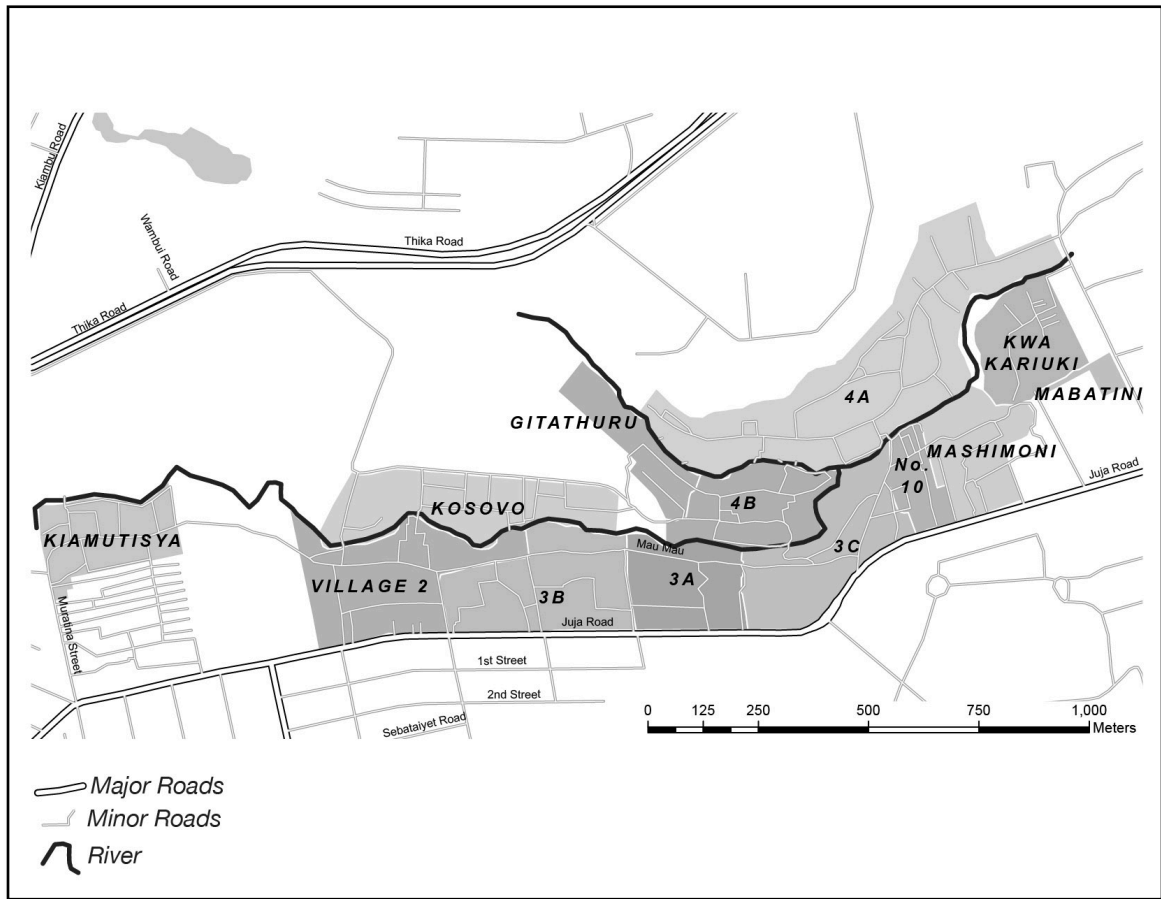 Kiambu Road
Wambui Road
Thika Road
Thika Road
KWA
KARIUKI
MABATINI
4A
GITATHURU
MASHIMONI
No.
10
Juja Road
4B
KOSOVO
KIAMUTISYA
Mau Mau
3C
VILLAGE 2
3B
3A
Juja Road
Muratina Street
1st Street
2nd Street
Sebataiyet Road
0 125 250 500 750 1,000
Meters
Major Roads
Minor Roads
River